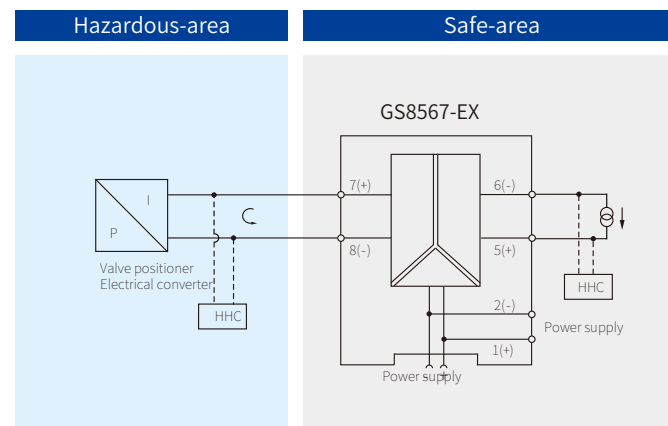 Hazardous-area
Safe-area
GS8567-EX
7(+)
6(-)
I
P
8(-)
5(+)
Valve positioner
Electrical converter
HHC
HHC
2(-)
Power supply
1(+)
Power supply
- +